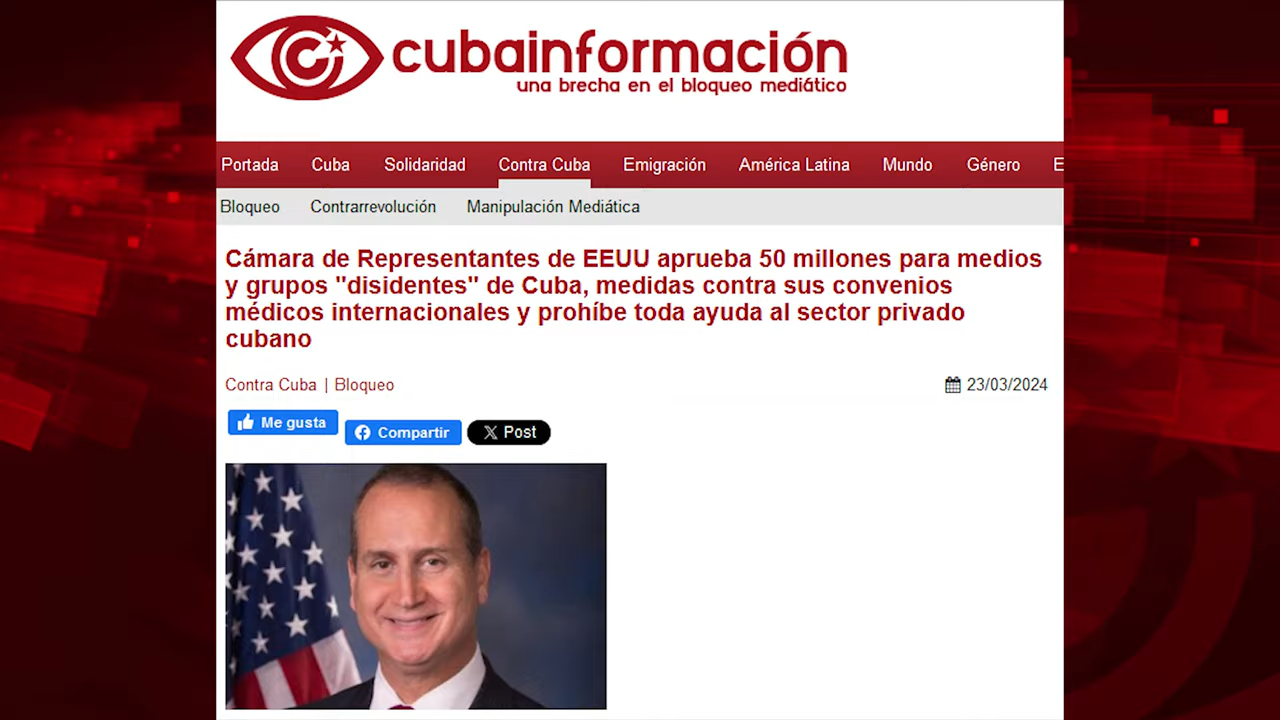 cubainformación
una brecha en el bloqueo mediático
Portada Cuba Solidaridad Contra Cuba Emigración América Latina Mundo Género E
Bloqueo Contrarrevolución Manipulación Mediática
Cámara de Representantes de EEUU aprueba 50 millones para medios
y grupos "disidentes" de Cuba, medidas contra sus convenios
médicos internacionales y prohíbe toda ayuda al sector privado
cubano
Contra Cuba | Bloqueo 23/03/2024
Me gusta Compartir Post